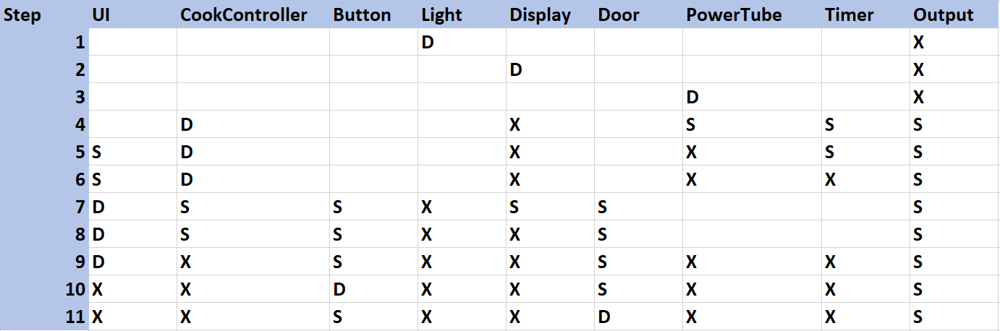 Step UI CookController Button Light Display Door PowerTube Timer Output
1 D X
2 D X
3 D X
4 D X S S S
5 S D X X S S
6 S D X X X S
7 D S S X S S S
8 D S S X X S S
9 D X S X X S X X S
10 X X D X X S X X S
11 X X S X X D X X S